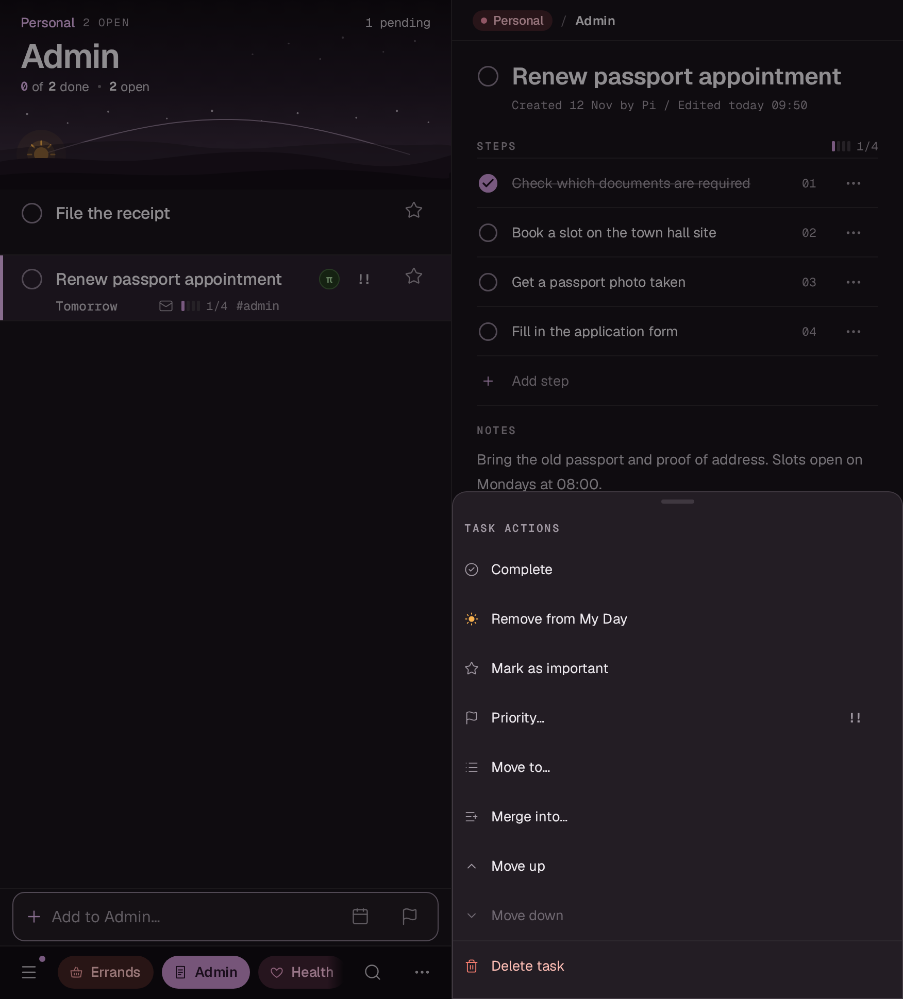 Personal 2 OPEN
1 pending
Admin
0 of 2 done • 2 open
File the receipt
Renew passport appointment
π
!!
Tomorrow
1/4 #admin
Add to Admin…
Errands
Admin
Health
Personal / Admin
Renew passport appointment
Created 12 Nov by Pi / Edited today 09:50
STEPS
1/4
Check which documents are required 01
Book a slot on the town hall site 02
Get a passport photo taken 03
Fill in the application form 04
Add step
NOTES
Bring the old passport and proof of address. Slots open on
Mondays at 08:00.
TASK ACTIONS
Complete
Remove from My Day
Mark as important
Priority… !!
Move to…
Merge into…
Move up
Move down
Delete task